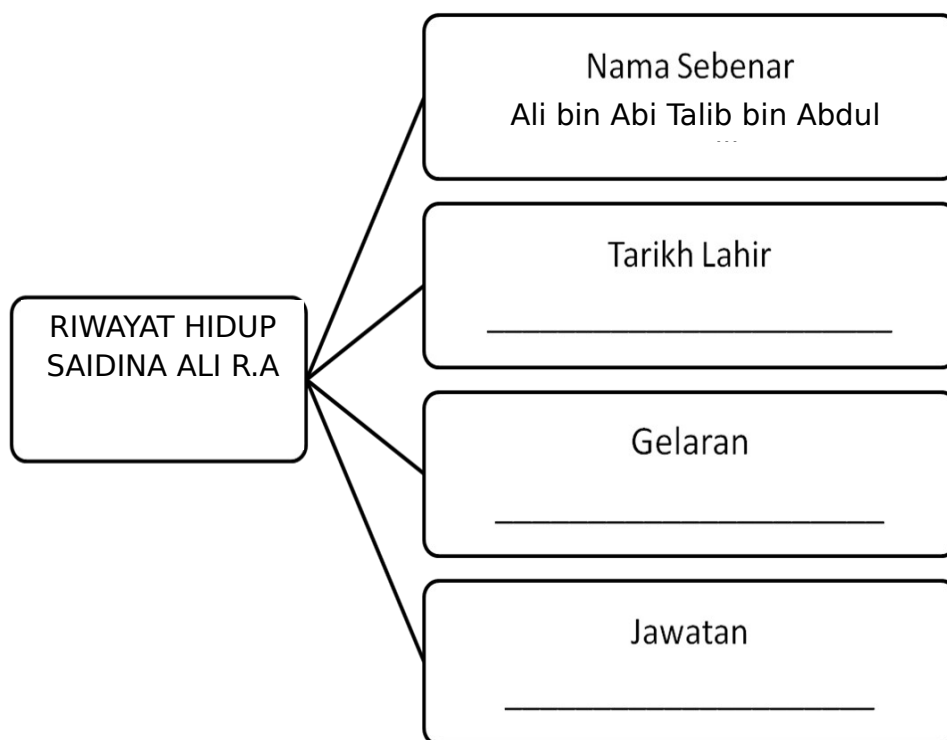 Nama Sebenar
Ali bin Abi Talib bin Abdul
Tarikh Lahir
RIWAYAT HIDUP
SAIDINA ALI R.A
Gelaran
Jawatan